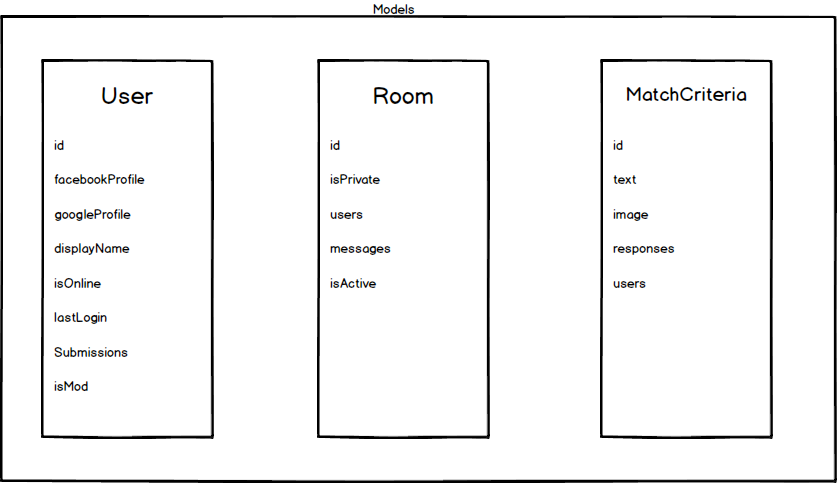 Models
User
id
facebookProfile
googleProfile
displayName
isOnline
lastLogin
Submissions
isMod
Room
id
isPrivate
users
messages
isActive
MatchCriteria
id
text
image
responses
users